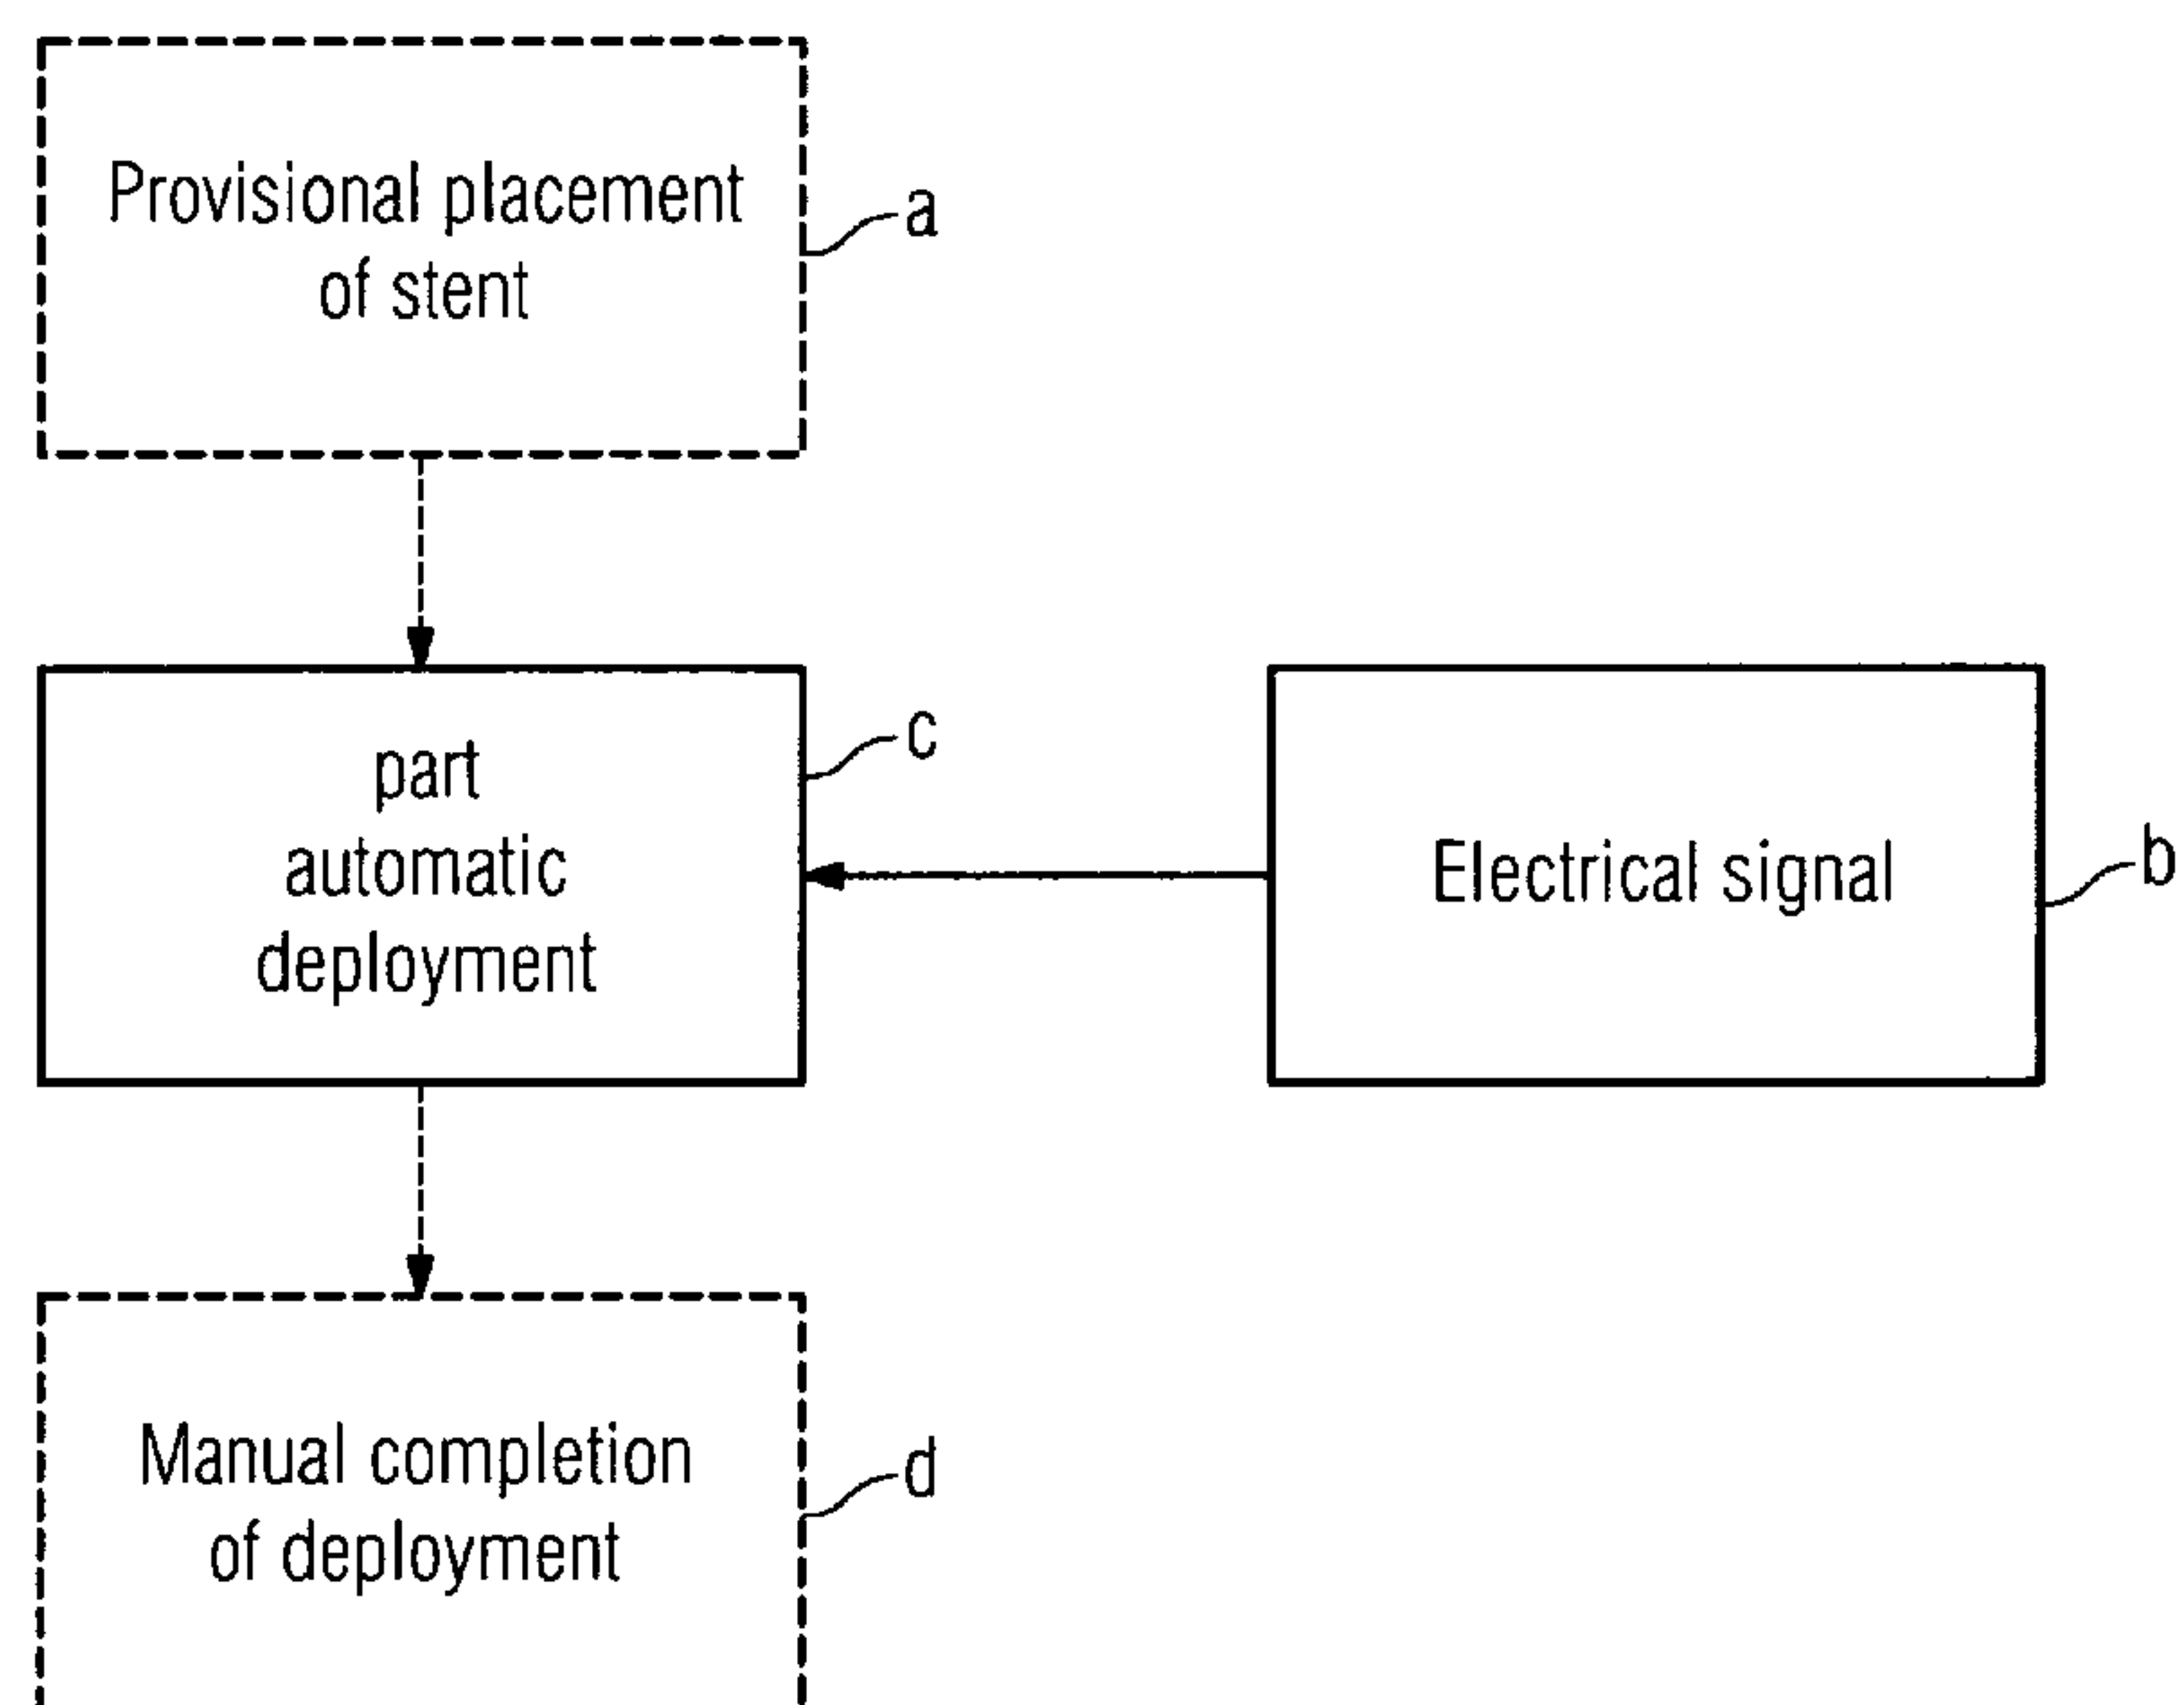 Provisional placement
of stent
a
part
automatic
deployment
c
Electrical signal
b
Manual completion
of deployment
d